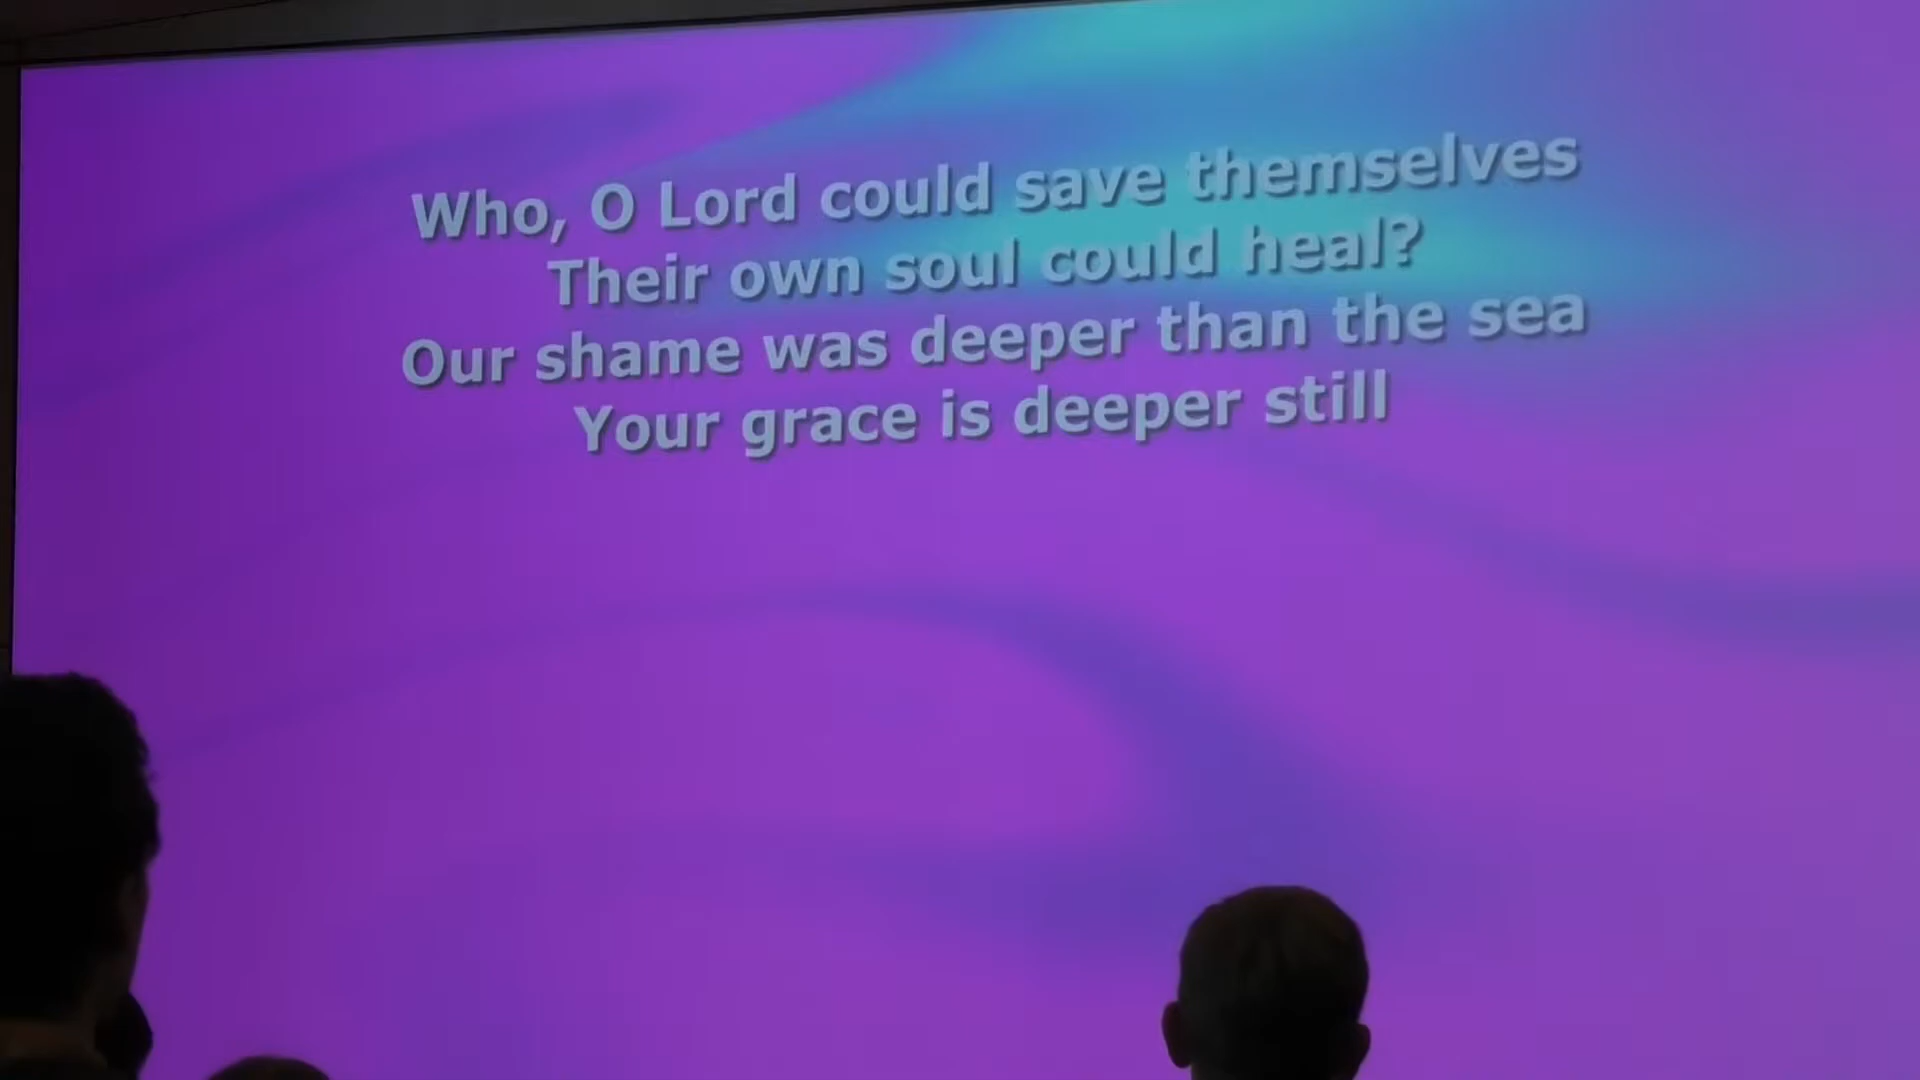 Who, O Lord could save themselves
Their own soul could heal?
Our shame was deeper than the sea
Your grace is deeper still